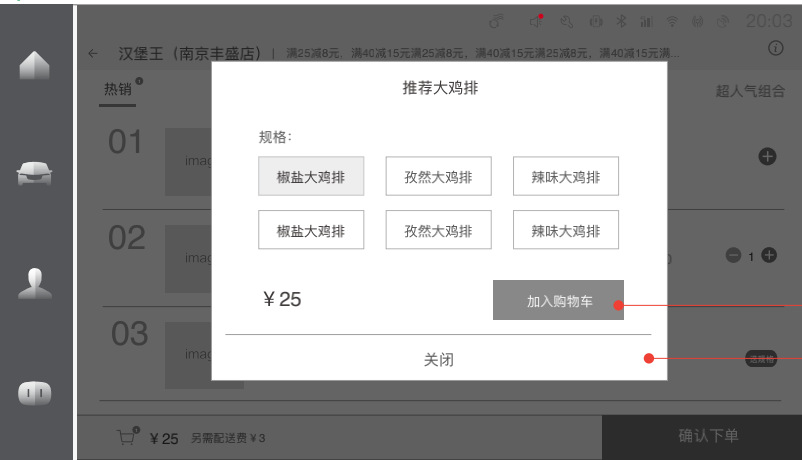 20:03
← 汉堡王（南京丰盛店） | 满25减8元, 满40减15元满25减8元, 满40减15元满25减8元, 满40减15元满...
热销
超人气组合
推荐大鸡排
规格:
椒盐大鸡排 孜然大鸡排 辣味大鸡排
椒盐大鸡排 孜然大鸡排 辣味大鸡排
¥25 加入购物车
关闭
01
imag
02
imag
1
03
imag
选规格
¥25 另需配送费¥3
确认下单